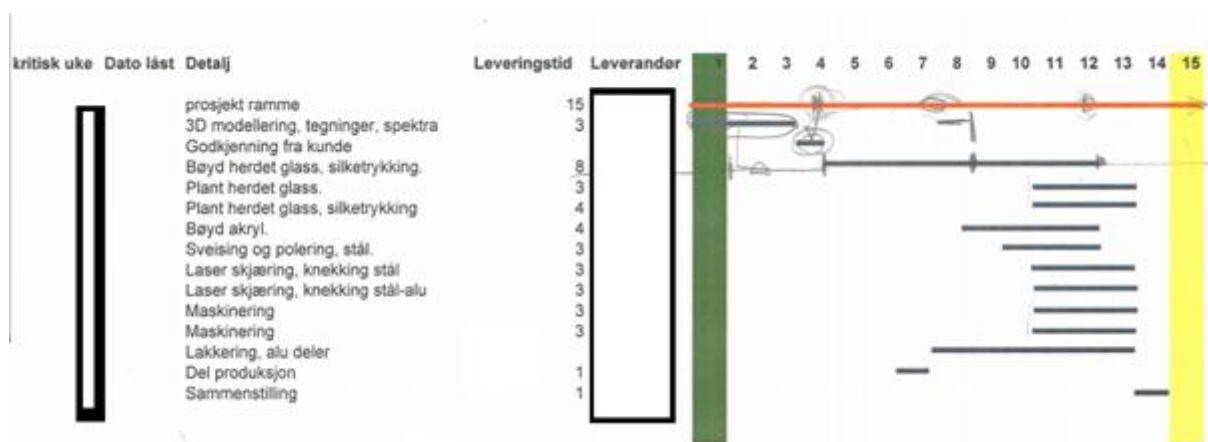 kritisk uke Dato låst Detalj Leveringstid Leverandør 1 2 3 4 5 6 7 8 9 10 11 12 13 14 15
prosjekt ramme 15
3D modellering, tegninger, spektra 3
Godkjenning fra kunde
Bøyd herdet glass, silketrykking. 8
Plant herdet glass. 3
Plant herdet glass, silketrykking 4
Bøyd akryl. 4
Sveising og polering, stål. 3
Laser skjæring, knekking stål 3
Laser skjæring, knekking stål-alu 3
Maskinering 3
Maskinering 3
Lakkering, alu deler
Del produksjon 1
Sammenstilling 1